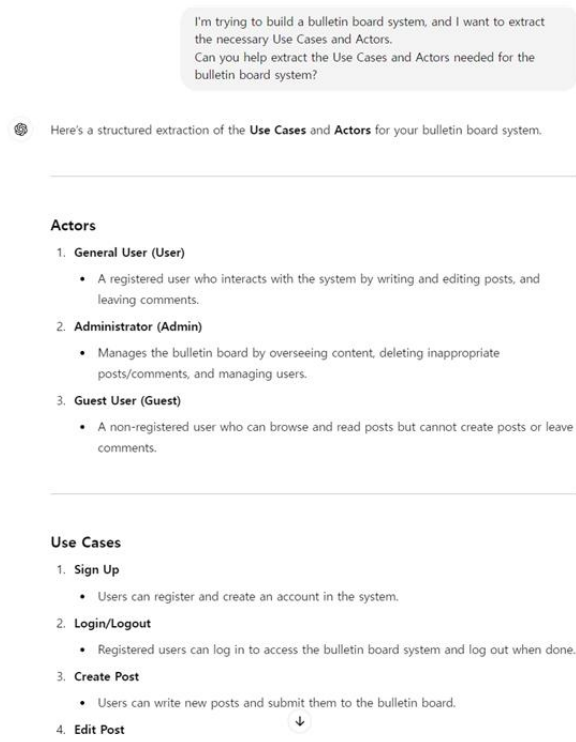 I'm trying to build a bulletin board system, and I want to extract
the necessary Use Cases and Actors.
Can you help extract the Use Cases and Actors needed for the
bulletin board system?
Here's a structured extraction of the Use Cases and Actors for your bulletin board system.
Actors
1. General User (User)
• A registered user who interacts with the system by writing and editing posts, and
leaving comments.
2. Administrator (Admin)
• Manages the bulletin board by overseeing content, deleting inappropriate
posts/comments, and managing users.
3. Guest User (Guest)
• A non-registered user who can browse and read posts but cannot create posts or leave
comments.
Use Cases
1. Sign Up
• Users can register and create an account in the system.
2. Login/Logout
• Registered users can log in to access the bulletin board system and log out when done.
3. Create Post
• Users can write new posts and submit them to the bulletin board.
4. Edit Post